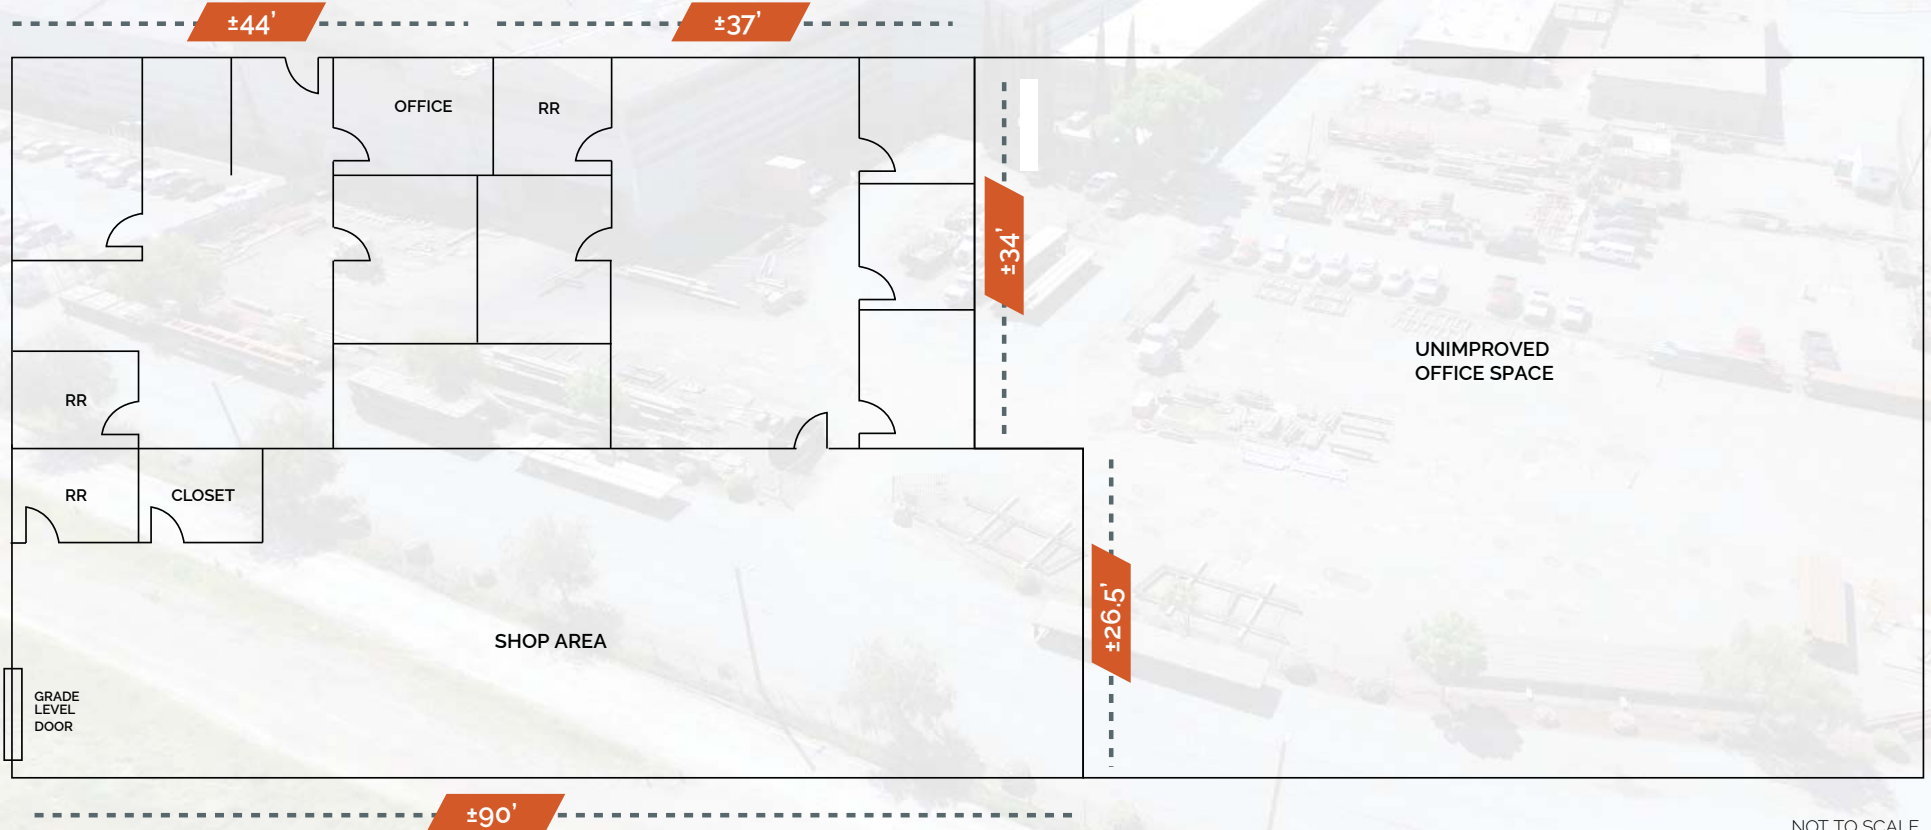 ±44’
±37’
OFFICE
RR
±34’
UNIMPROVED
OFFICE SPACE
RR
RR
CLOSET
±26.5’
SHOP AREA
GRADE
LEVEL
DOOR
±90’
NOT TO SCALE